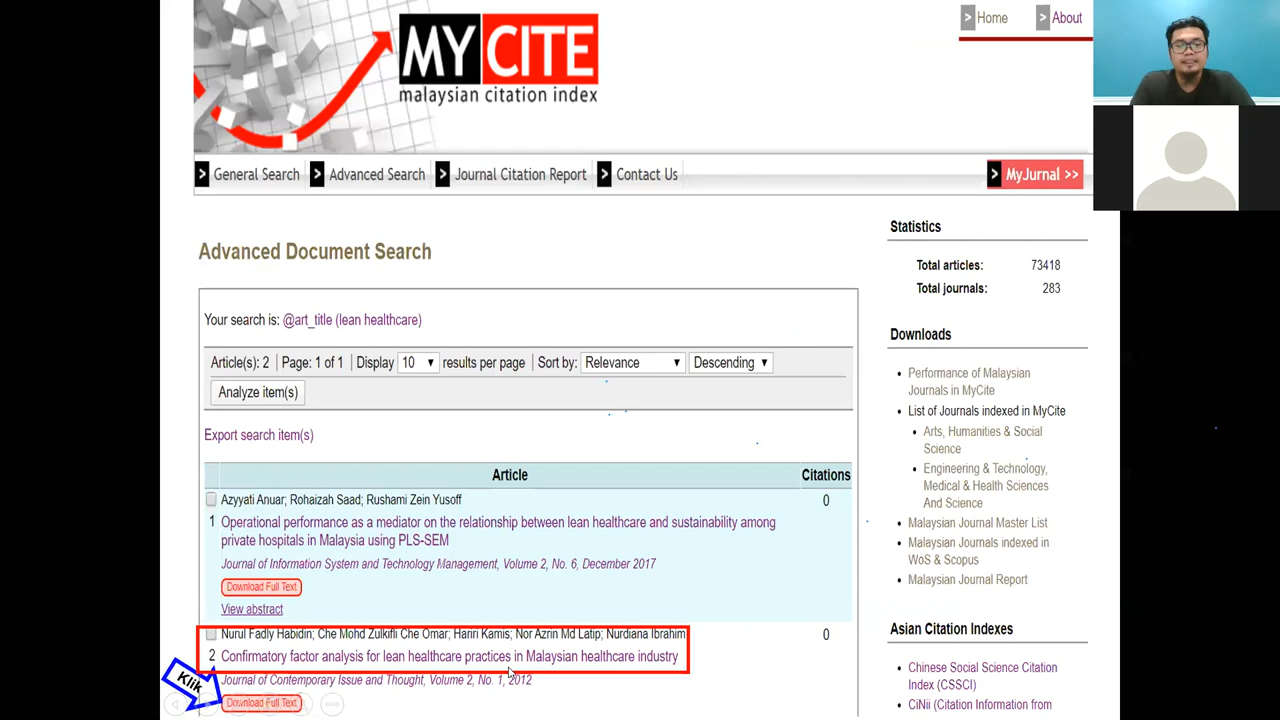 MYCITE
malaysian citation index
> Home > About
> General Search > Advanced Search > Journal Citation Report > Contact Us > MyJournal >>
Advanced Document Search
Your search is: @art_title (lean healthcare)
Article(s): 2 | Page: 1 of 1 | Display 10 results per page | Sort by: Relevance Descending
Analyze item(s)
Export search item(s)
Article Citations
Azyyati Anuar; Rohaizah Saad; Rushami Zein Yusoff 0
1 Operational performance as a mediator on the relationship between lean healthcare and sustainability among
private hospitals in Malaysia using PLS-SEM
Journal of Information System and Technology Management, Volume 2, No. 6, December 2017
Download Full Text
View abstract
Nurul Fadly Habidin; Che Mohd Zulkifli Che Omar; Hariri Kamis; Nor Azrin Md Latip; Nurdiana Ibrahim 0
2 Confirmatory factor analysis for lean healthcare practices in Malaysian healthcare industry
Journal of Contemporary Issue and Thought, Volume 2, No. 1, 2012
Klik
Download Full Text
Statistics
Total articles: 73418
Total journals: 283
Downloads
Performance of Malaysian
Journals in MyCite
List of Journals indexed in MyCite
Arts, Humanities & Social
Science
Engineering & Technology,
Medical & Health Sciences
And Science
Malaysian Journal Master List
Malaysian Journals indexed in
WoS & Scopus
Malaysian Journal Report
Asian Citation Indexes
Chinese Social Science Citation
Index (CSSCI)
CiNii (Citation Information from